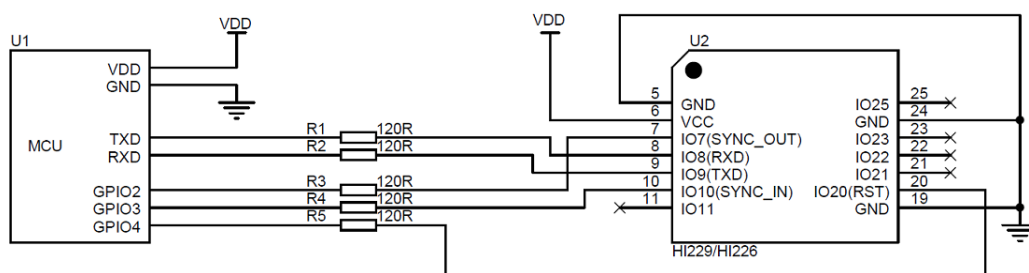 VDD
VDD
U1
U2
VDD
GND
MCU
TXD
RXD
GPIO2
GPIO3
GPIO4
R1 120R
R2 120R
R3 120R
R4 120R
R5 120R
5 GND
6 VCC
7 IO7(SYNC_OUT)
8 IO8(RXD)
9 IO9(TXD)
10 IO10(SYNC_IN)
11 IO11
IO25 25
GND 24
IO23 23
IO22 22
IO21 21
IO20(RST) 20
GND 19
HI229/HI226